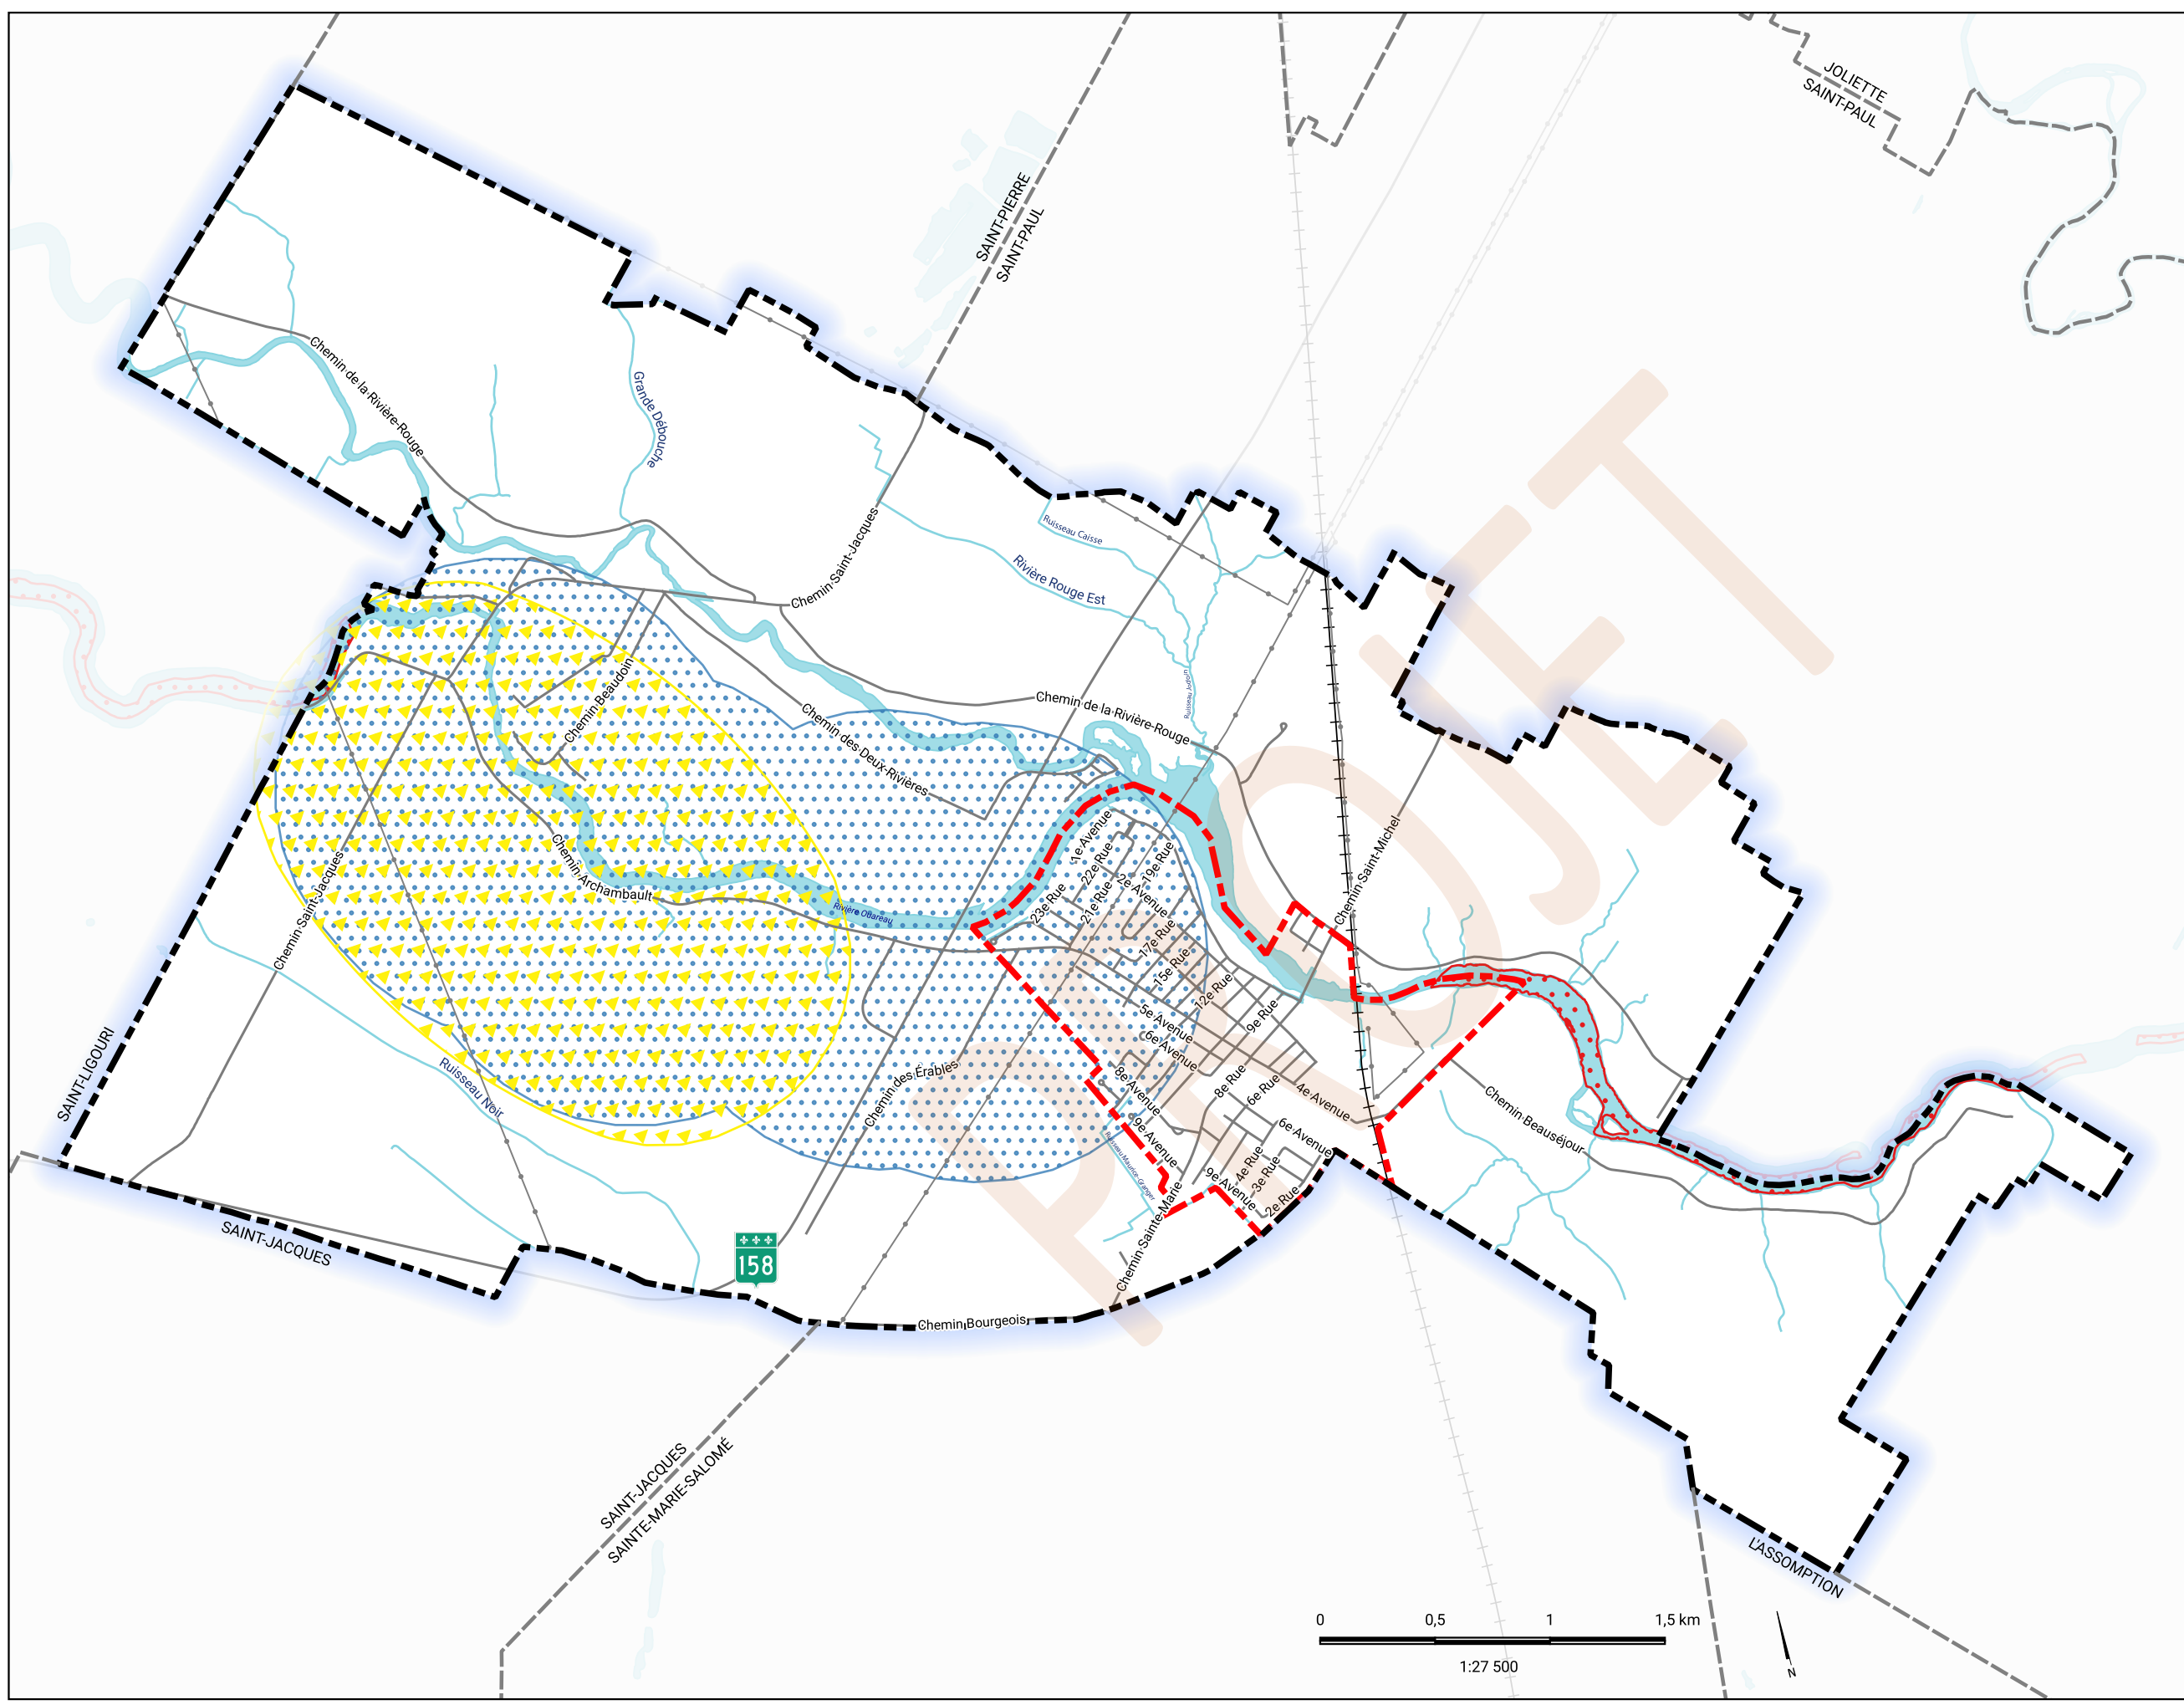 JOLIETTE
SAINT-PAUL
SAINT-PIERRE
SAINT-PAUL
Chemin de la Rivière-Rouge
Grande Débouche
Chemin-Saint-Jacques
Ruisseau Caisse
Rivière Rouge Est
Ruisseau Jodoin
Chemin-Beaudoin
Chemin de la Rivière-Rouge
Chemin des Deux-Rivières
Chemin-Saint-Michel
1e Avenue
22e Rue
19e Rue
2e Avenue
23e Rue
21e Rue
17e Rue
15e Rue
12e Rue
9e Rue
Chemin-Archambault
Rivière Ouareau
Chemin-Saint-Jacques
5e Avenue
6e Avenue
8e Avenue
8e Rue
6e Rue
4e Avenue
9e Avenue
6e Avenue
4e Rue
3e Rue
9e Avenue
2e Rue
Chemin des Érables
Chemin-Beauséjour
Ruisseau Noir
Ruisseau Maurice-Granger
Chemin-Sainte-Marie
SAINT-LIGOURI
SAINT-JACQUES
158
Chemin Bourgeois
SAINT-JACQUES
SAINTE-MARIE-SALOMÉ
L'ASSOMPTION
PROJET
0 0,5 1 1,5 km
1:27 500
N